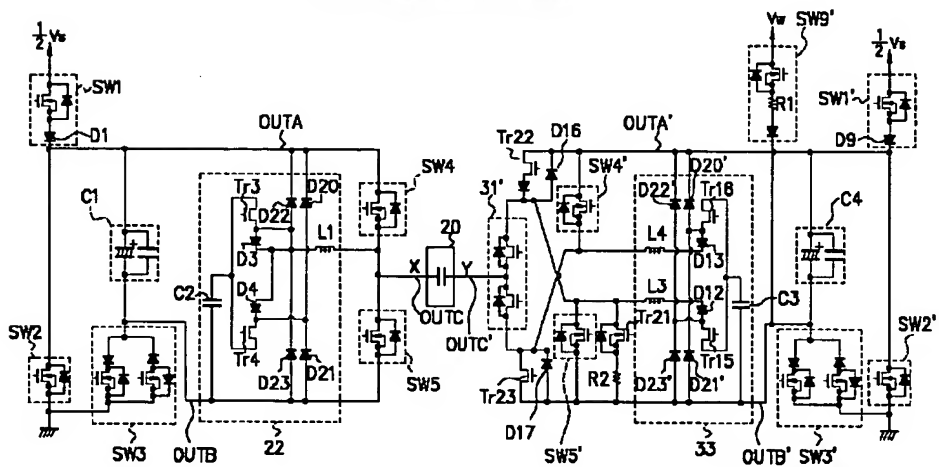 1/2 Vs
SW1
D1
OUTA
Tr3
D20
D22
L1
SW4
C1
D3
D4
C2
Tr4
20
X
Y
OUTC
OUTC'
SW5
SW2
D23
D21
SW3
OUTB
22
Tr22
D16
31'
OUTA'
SW4'
Vw
SW9'
R1
1/2 Vs
SW1'
D9
D20'
D22'
Tr16
L4
D13
C4
L3
D12
Tr21
C3
SW2'
R2
Tr15
D23'
D21'
Tr23
D17
SW5'
33
OUTB'
SW3'